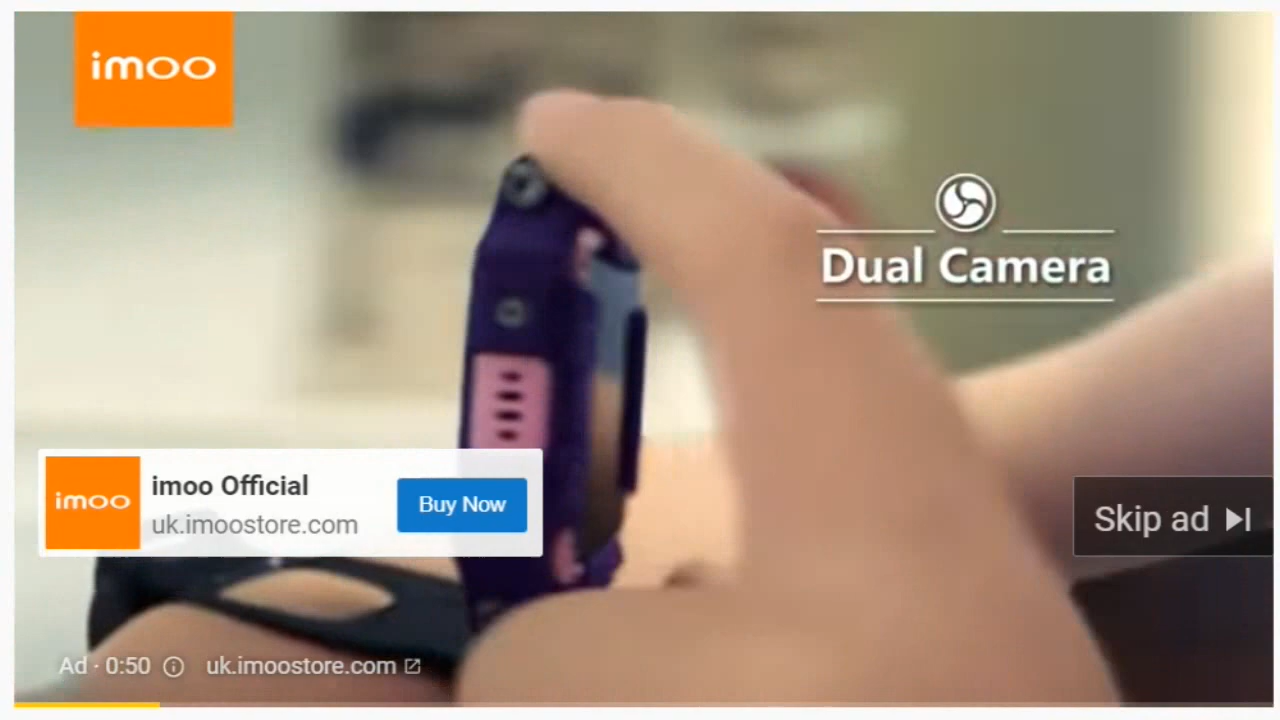 imoo
Dual Camera
imoo
imoo Official
uk.imoostore.com
Buy Now
Skip ad
Ad · 0:50
uk.imoostore.com